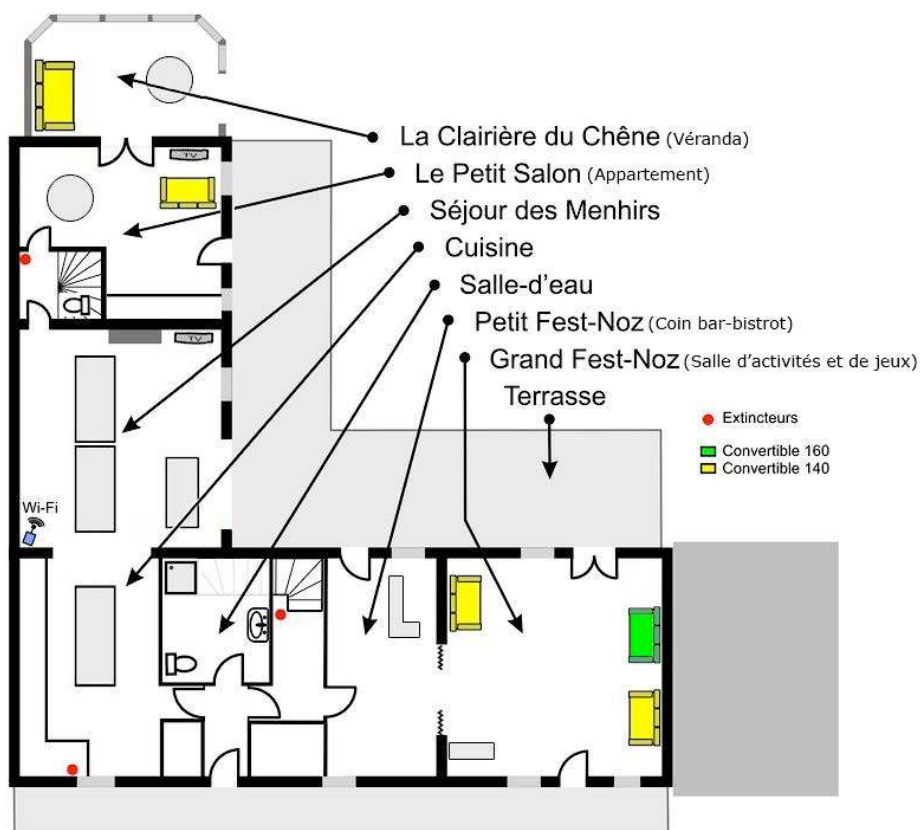 TV
La Clairière du Chêne (Véranda)
Le Petit Salon (Appartement)
Séjour des Menhirs
Cuisine
Salle-d'eau
Petit Fest-Noz (Coin bar-bistrot)
TV
Grand Fest-Noz (Salle d'activités et de jeux)
Terrasse
Extincteurs
Convertible 160
Convertible 140
Wi-Fi